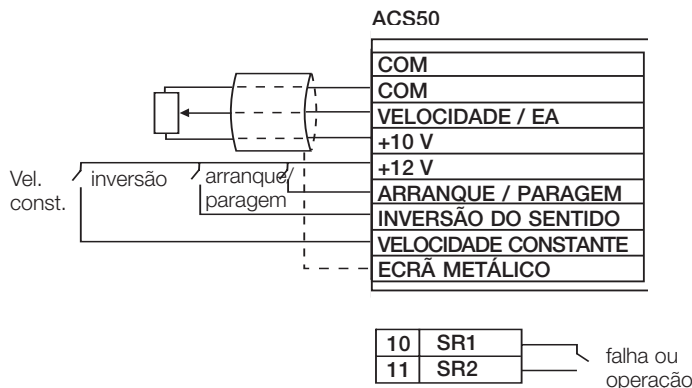 ACS50
COM
COM
VELOCIDADE / EA
+10 V
+12 V
ARRANQUE / PARAGEM
INVERSÃO DO SENTIDO
VELOCIDADE CONSTANTE
ECRÃ METÁLICO
Vel.
const.
inversão
arranque/
paragem
10 SR1
11 SR2
falha ou
operação